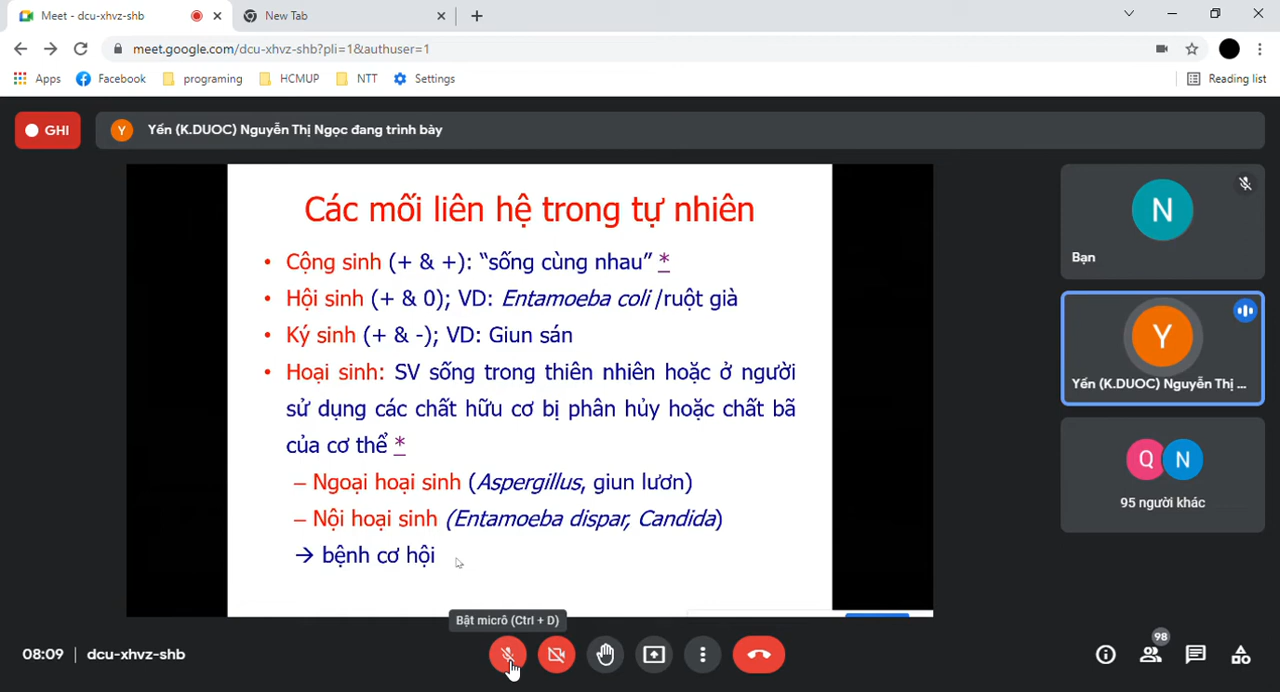 Meet - dcu-xhvz-shb
New Tab
meet.google.com/dcu-xhvz-shb?pli=1&authuser=1
Apps Facebook programing HCMUP NTT Settings Reading list
GHI
Y Yến (K.DUOC) Nguyễn Thị Ngọc đang trình bày
Các mối liên hệ trong tự nhiên
• Cộng sinh (+ & +): “sống cùng nhau” *
• Hội sinh (+ & 0); VD: Entamoeba coli /ruột già
• Ký sinh (+ & -); VD: Giun sán
• Hoại sinh: SV sống trong thiên nhiên hoặc ở người
sử dụng các chất hữu cơ bị phân hủy hoặc chất bã
của cơ thể *
– Ngoại hoại sinh (Aspergillus, giun lươn)
– Nội hoại sinh (Entamoeba dispar, Candida)
→ bệnh cơ hội
N
Bạn
Y
Yến (K.DUOC) Nguyễn Thị ...
Q N
95 người khác
Bật micrô (Ctrl + D)
08:09 | dcu-xhvz-shb
98